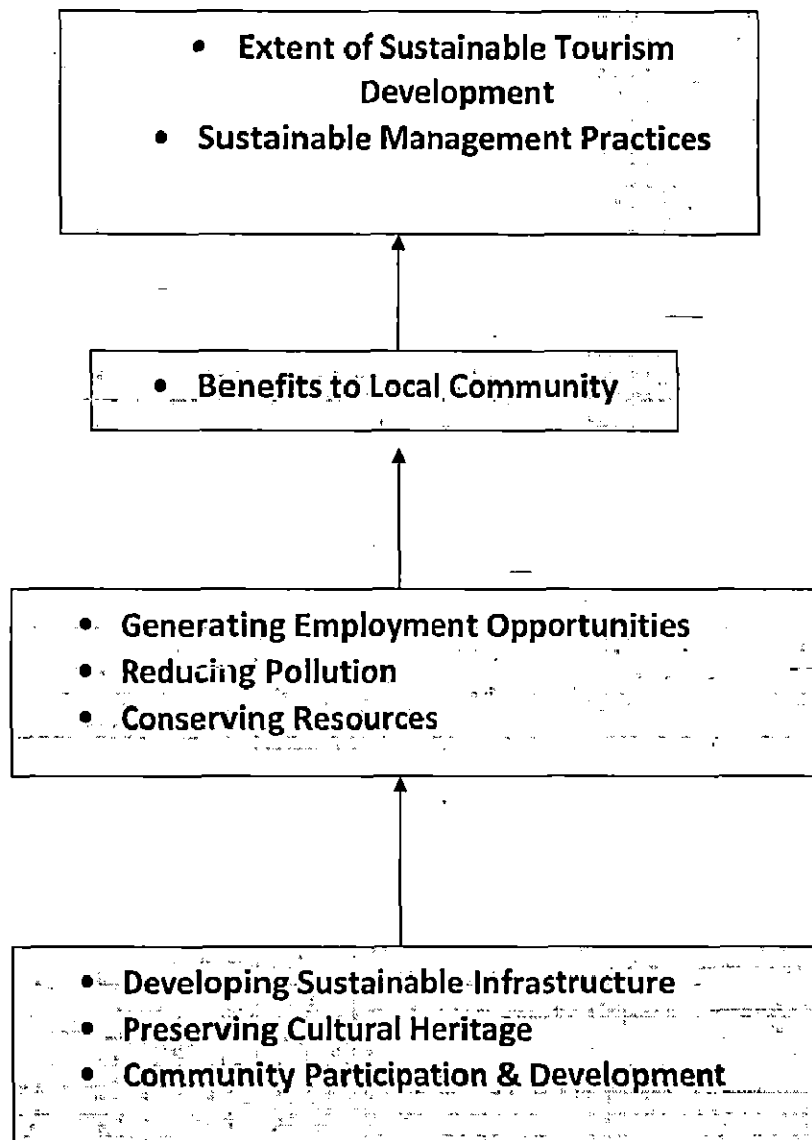 • Extent of Sustainable Tourism
Development
• Sustainable Management Practices
• Benefits to Local Community
• Generating Employment Opportunities
• Reducing Pollution
• Conserving Resources
• Developing Sustainable Infrastructure
• Preserving Cultural Heritage
• Community Participation & Development